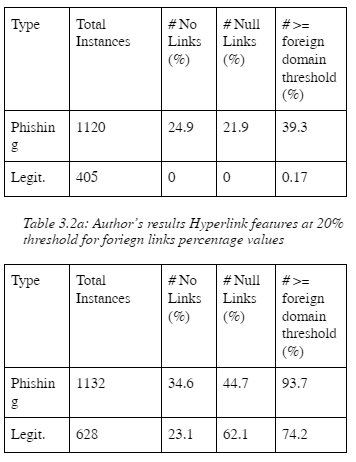 Type Total Instances # No Links (%) # Null Links (%) # >= foreign domain threshold (%)
Phishing 1120 24.9 21.9 39.3
Legit. 405 0 0 0.17
Table 3.2a: Author's results Hyperlink features at 20%
threshold for foriegn links percentage values
Type Total Instances # No Links (%) # Null Links (%) # >= foreign domain threshold (%)
Phishing 1132 34.6 44.7 93.7
Legit. 628 23.1 62.1 74.2